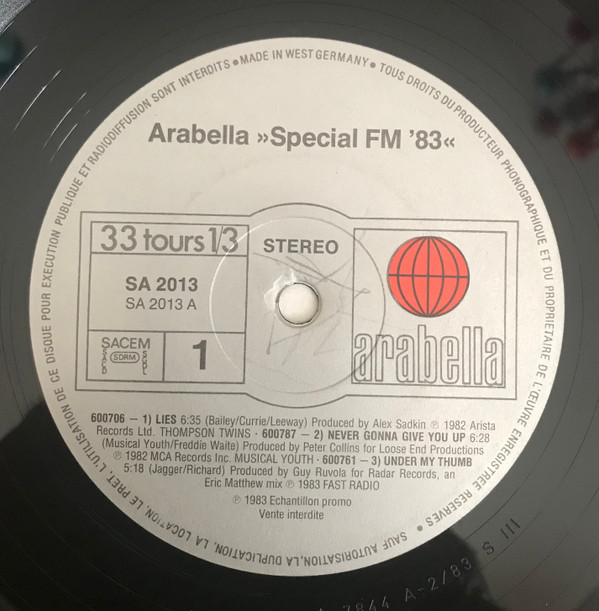 TOUS DROITS DU PRODUCTEUR PHONOGRAPHIQUE ET DU PROPRIETAIRE DE L'ŒUVRE ENREGISTREE RESERVES • SAUF AUTORISATION, LA DUPLICATION, LA LOCATION, LE PRET, L'UTILISATION DE CE DISQUE POUR EXECUTION PUBLIQUE ET RADIODIFFUSION SONT INTERDITS • MADE IN WEST GERMANY •
Arabella »Special FM '83«
33 tours 1/3
STEREO
SA 2013
SA 2013 A
SACEM
SACD
SDRM
SGDL
1
arabella
600706 – 1) LIES 6:35 (Bailey/Currie/Leeway) Produced by Alex Sadkin ℗ 1982 Arista
Records Ltd. THOMPSON TWINS · 600787 – 2) NEVER GONNA GIVE YOU UP 6:28
(Musical Youth/Freddie Waite) Produced by Peter Collins for Loose End Productions
℗ 1982 MCA Records Inc. MUSICAL YOUTH · 600761 – 3) UNDER MY THUMB
5:18 (Jagger/Richard) Produced by Guy Ruvola for Radar Records, an
Eric Matthew mix ℗ 1983 FAST RADIO
℗ 1983 Echantillon promo
Vente interdite
7844 A-2/83 S III